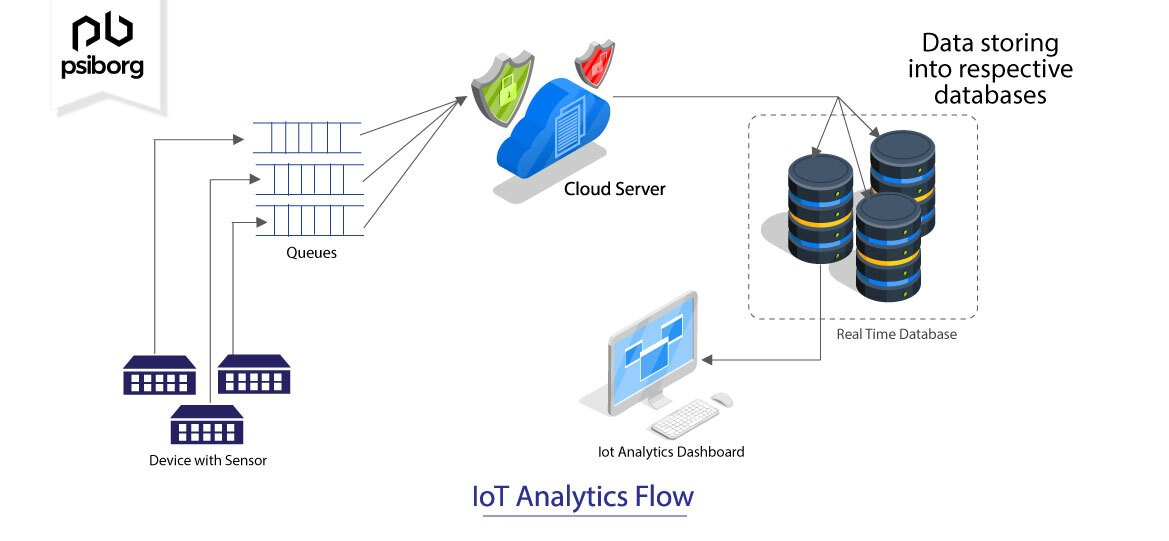 pb
psiborg
Data storing
into respective
databases
Cloud Server
Queues
Real Time Database
Device with Sensor
Iot Analytics Dashboard
IoT Analytics Flow